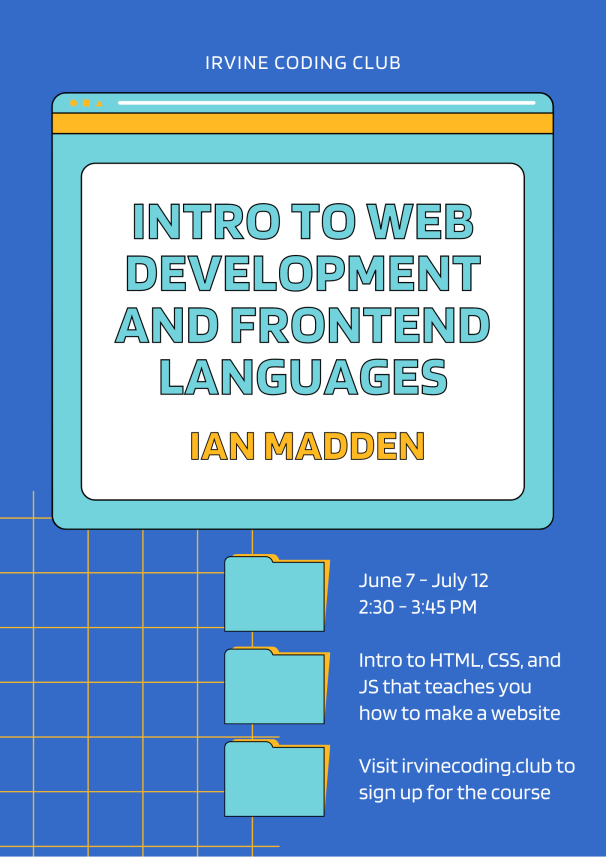 IRVINE CODING CLUB
INTRO TO WEB
DEVELOPMENT
AND FRONTEND
LANGUAGES
IAN MADDEN
June 7 - July 12
2:30 - 3:45 PM
Intro to HTML, CSS, and
JS that teaches you
how to make a website
Visit irvinecoding.club to
sign up for the course